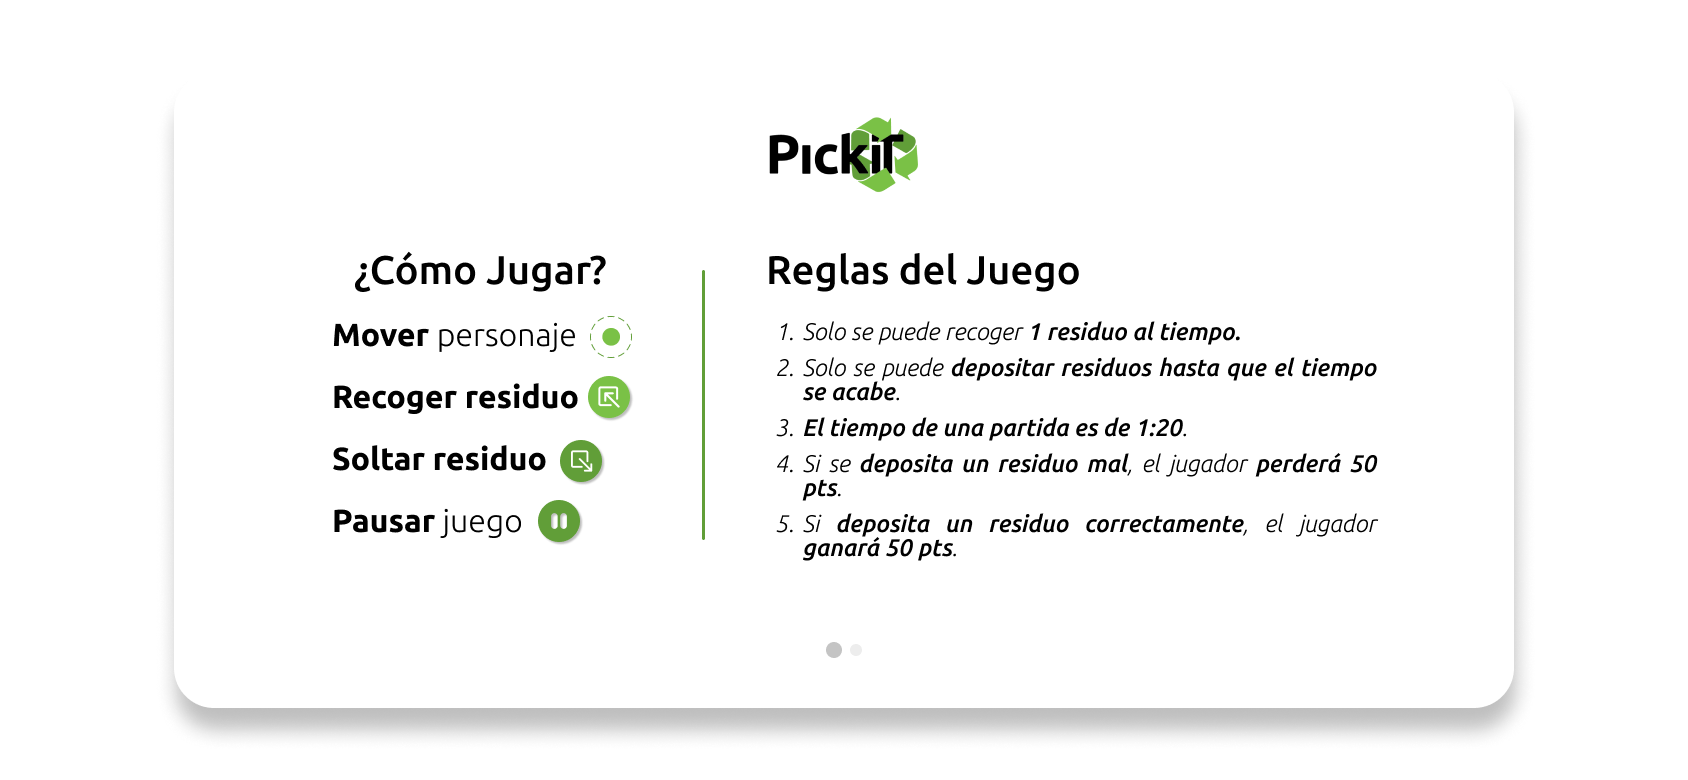 Pickit
¿Cómo Jugar?
Mover personaje
Recoger residuo
Soltar residuo
Pausar juego
Reglas del Juego
1. Solo se puede recoger 1 residuo al tiempo.
2. Solo se puede depositar residuos hasta que el tiempo
se acabe.
3. El tiempo de una partida es de 1:20.
4. Si se deposita un residuo mal, el jugador perderá 50
pts.
5. Si deposita un residuo correctamente, el jugador
ganará 50 pts.